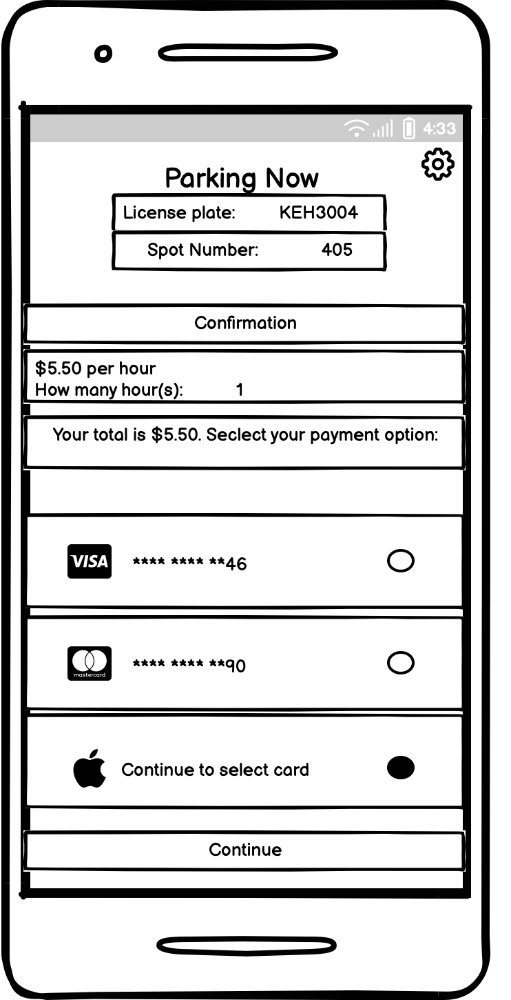 4:33
Parking Now
License plate: KEH3004
Spot Number: 405
Confirmation
$5.50 per hour
How many hour(s): 1
Your total is $5.50. Seclect your payment option:
VISA **** **** **46
mastercard **** **** **90
Continue to select card
Continue